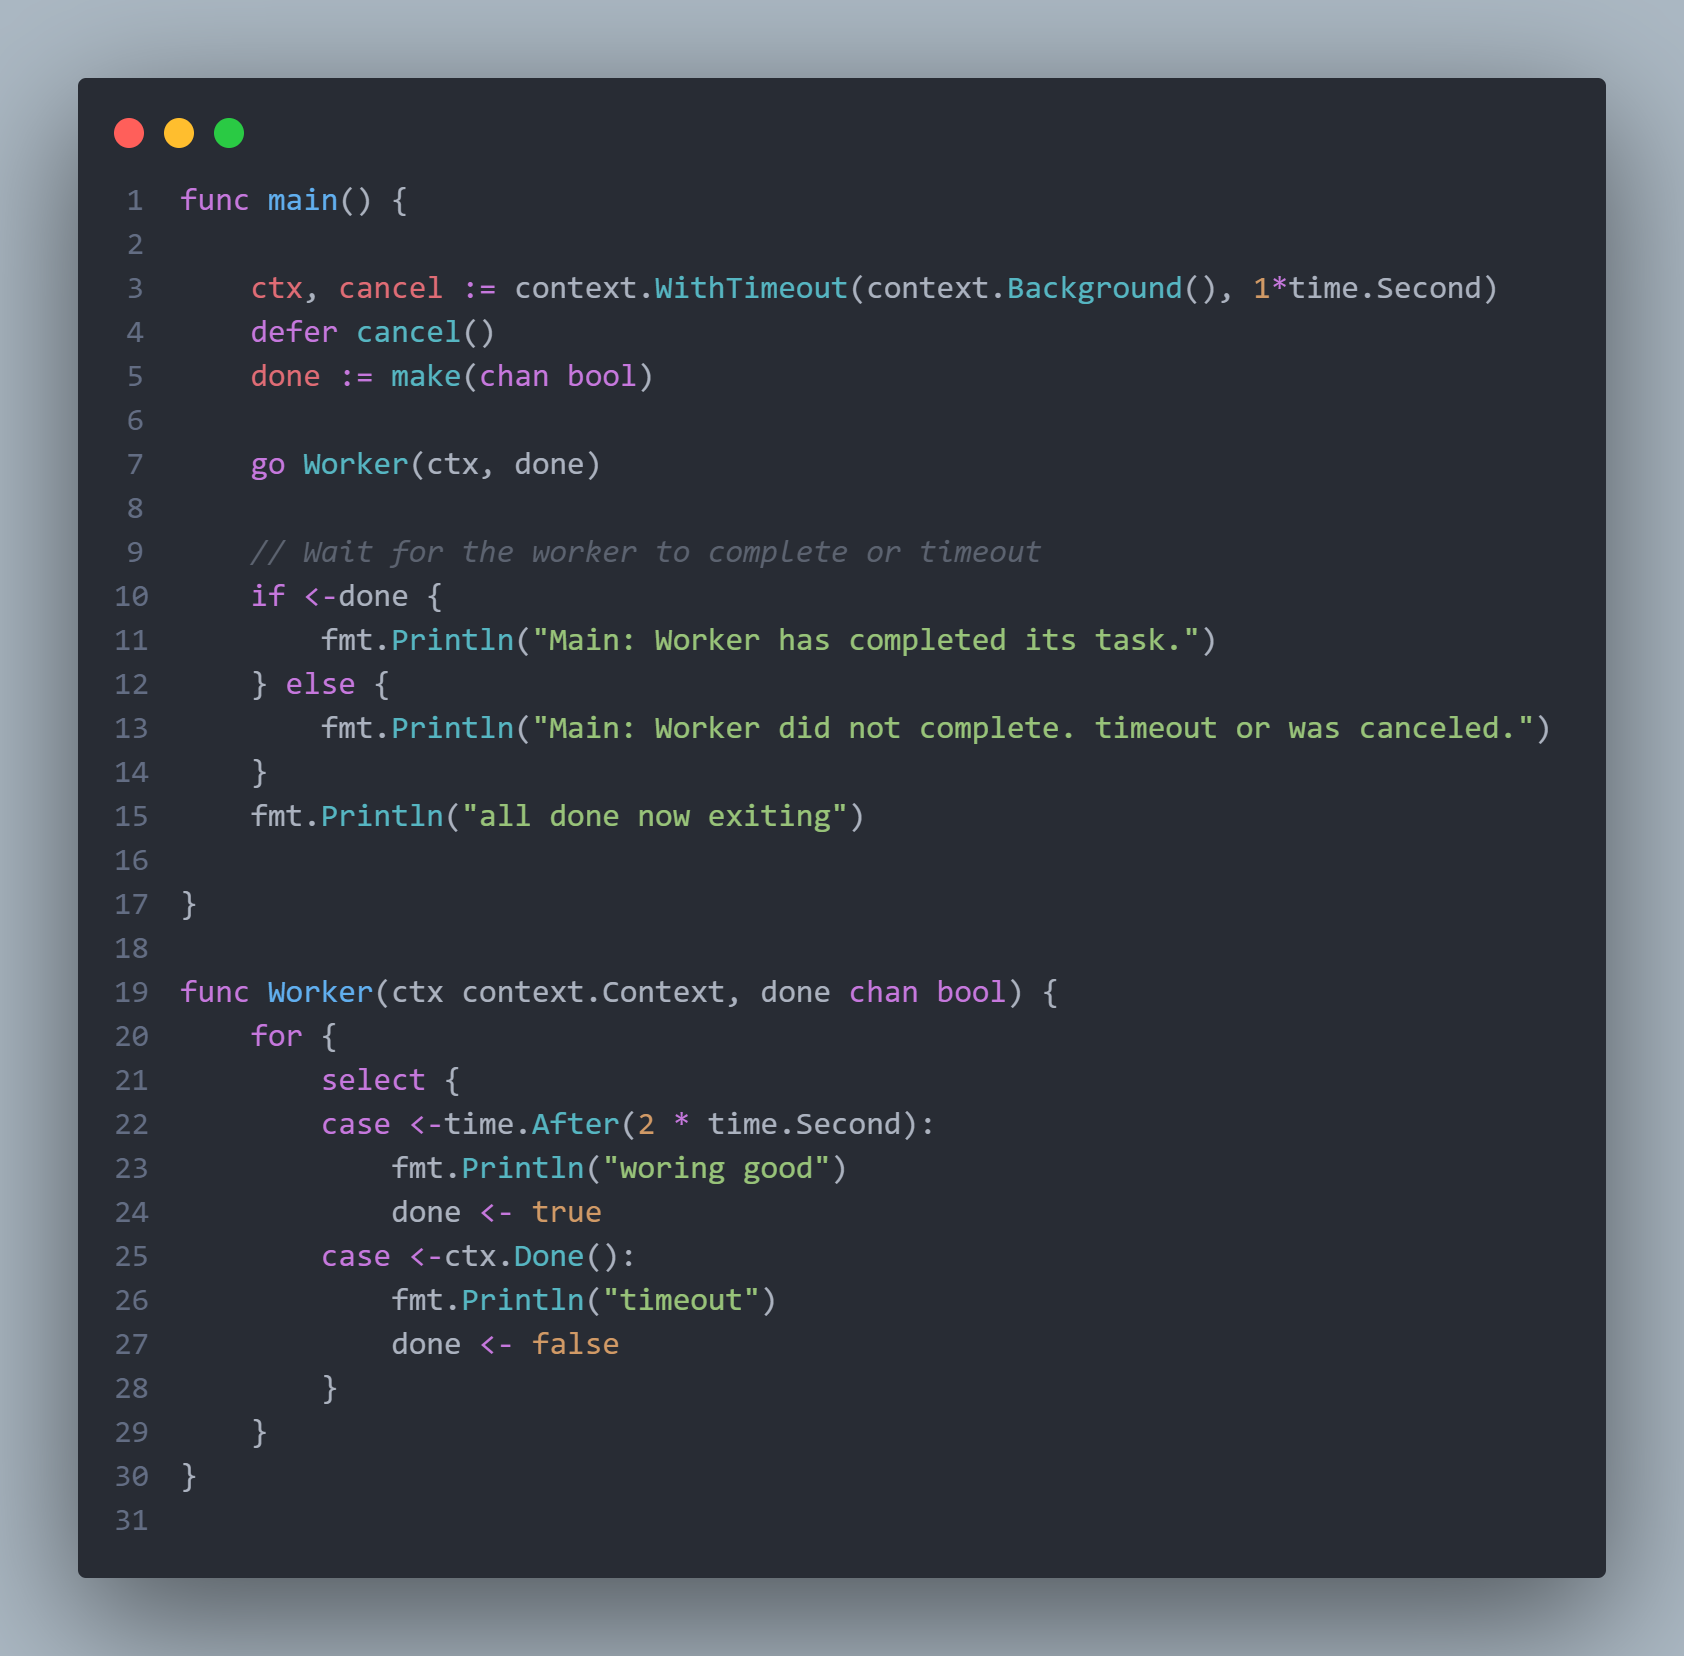 1 func main() {
2
3     ctx, cancel := context.WithTimeout(context.Background(), 1*time.Second)
4     defer cancel()
5     done := make(chan bool)
6
7     go Worker(ctx, done)
8
9     // Wait for the worker to complete or timeout
10     if <-done {
11         fmt.Println("Main: Worker has completed its task.")
12     } else {
13         fmt.Println("Main: Worker did not complete. timeout or was canceled.")
14     }
15     fmt.Println("all done now exiting")
16
17 }
18
19 func Worker(ctx context.Context, done chan bool) {
20     for {
21         select {
22         case <-time.After(2 * time.Second):
23             fmt.Println("woring good")
24             done <- true
25         case <-ctx.Done():
26             fmt.Println("timeout")
27             done <- false
28         }
29     }
30 }
31